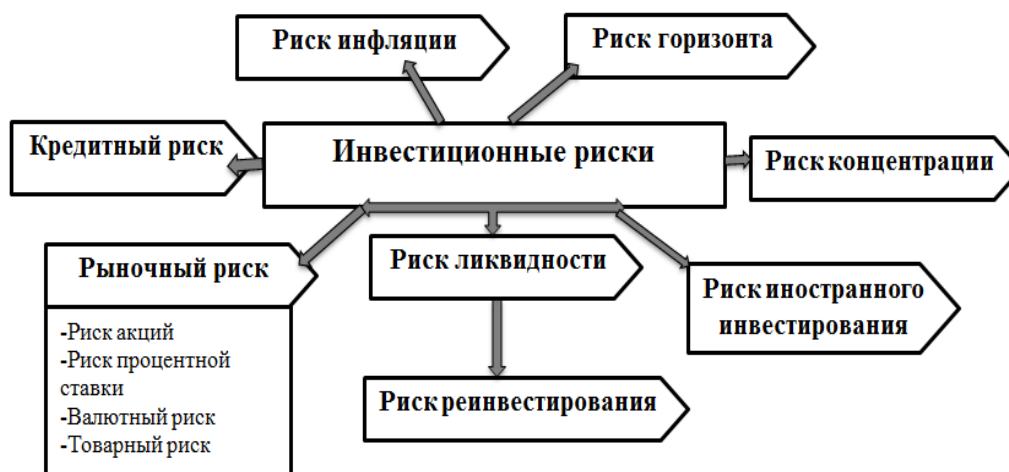 Риск инфляции
Риск горизонта
Кредитный риск
Инвестиционные риски
Риск концентрации
Рыночный риск
-Риск акций
-Риск процентной
ставки
-Валютный риск
-Товарный риск
Риск ликвидности
Риск иностранного
инвестирования
Риск реинвестирования